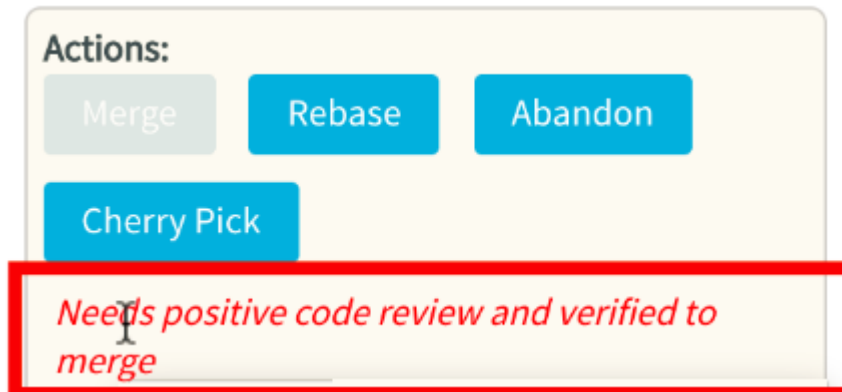 Actions:
Merge Rebase Abandon
Cherry Pick
Needs positive code review and verified to
merge